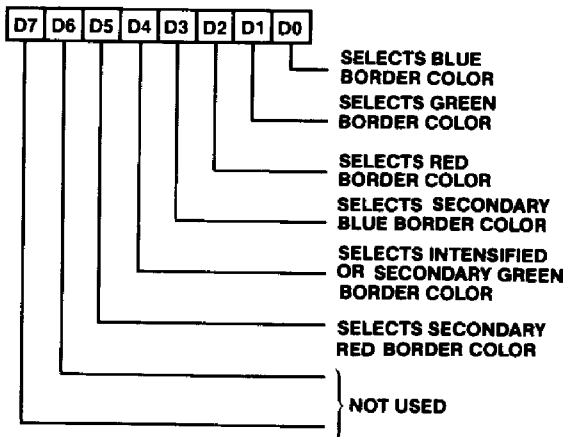 D7 D6 D5 D4 D3 D2 D1 D0
SELECTS BLUE
BORDER COLOR
SELECTS GREEN
BORDER COLOR
SELECTS RED
BORDER COLOR
SELECTS SECONDARY
BLUE BORDER COLOR
SELECTS INTENSIFIED
OR SECONDARY GREEN
BORDER COLOR
SELECTS SECONDARY
RED BORDER COLOR
NOT USED